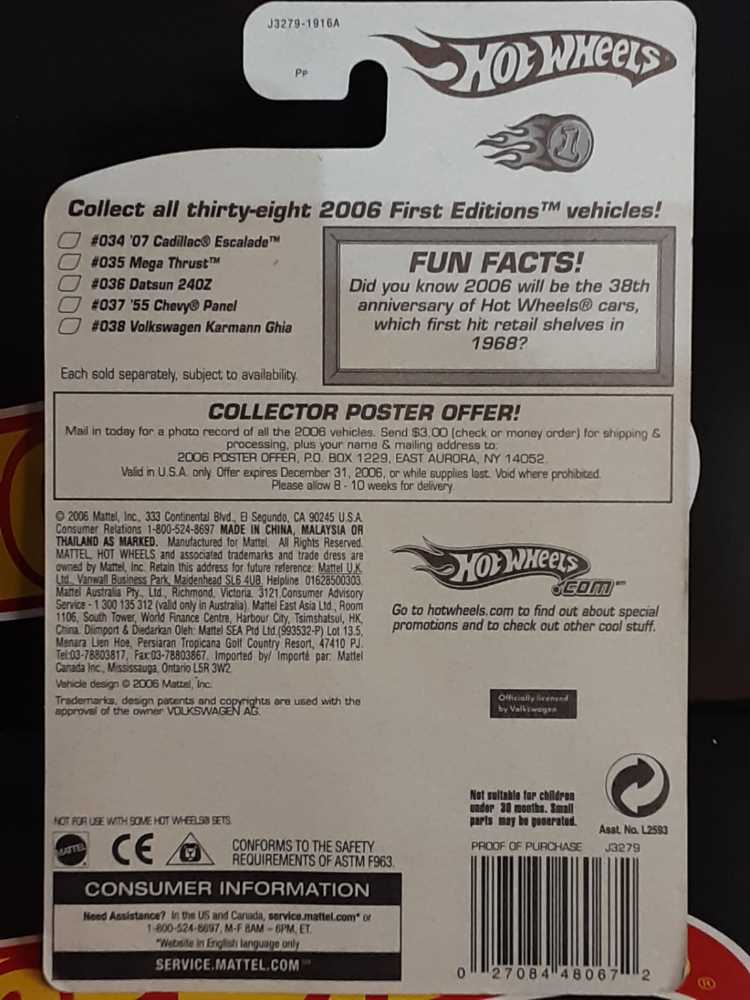 J3279-1916A
Pp
HOT WHEELS
1
Collect all thirty-eight 2006 First Editions™ vehicles!
#034 '07 Cadillac® Escalade™
#035 Mega Thrust™
#036 Datsun 240Z
#037 '55 Chevy® Panel
#038 Volkswagen Karmann Ghia
Each sold separately, subject to availability.
FUN FACTS!
Did you know 2006 will be the 38th
anniversary of Hot Wheels® cars,
which first hit retail shelves in
1968?
COLLECTOR POSTER OFFER!
Mail in today for a photo record of all the 2006 vehicles. Send $3.00 (check or money order) for shipping &
processing, plus your name & mailing address to:
2006 POSTER OFFER, P.O. BOX 1229, EAST AURORA, NY 14052.
Valid in U.S.A. only. Offer expires December 31, 2006, or while supplies last. Void where prohibited.
Please allow 8 - 10 weeks for delivery.
© 2006 Mattel, Inc., 333 Continental Blvd., El Segundo, CA 90245 U.S.A.
Consumer Relations 1-800-524-8697. MADE IN CHINA, MALAYSIA OR
THAILAND AS MARKED. Manufactured for Mattel. All Rights Reserved.
MATTEL, HOT WHEELS and associated trademarks and trade dress are
owned by Mattel, Inc. Retain this address for future reference: Mattel U.K.
Ltd., Vanwall Business Park, Maidenhead SL6 4UB. Helpline 01628500303.
Mattel Australia Pty., Ltd., Richmond, Victoria. 3121.Consumer Advisory
Service - 1 300 135 312 (valid only in Australia). Mattel East Asia Ltd., Room
1106, South Tower, World Finance Centre, Harbour City, Tsimshatsui, HK,
China. Diimport & Diedarkan Oleh: Mattel SEA Ptd Ltd.(993532-P) Lot 13.5,
Menara Lien Hoe, Persiaran Tropicana Golf Country Resort, 47410 PJ.
Tel:03-78803817, Fax:03-78803867. Imported by/ Importé par: Mattel
Canada Inc., Mississauga, Ontario L5R 3W2.
Vehicle design © 2006 Mattel, Inc.
Trademarks, design patents and copyrights are used with the
approval of the owner VOLKSWAGEN AG.
HOT WHEELS
.COM™
Go to hotwheels.com to find out about special
promotions and to check out other cool stuff.
Officially licensed
by Volkswagen
Not suitable for children
under 36 months. Small
parts may be generated.
Asst. No. L2593
NOT FOR USE WITH SOME HOT WHEELS® SETS.
MATTEL
CE
CONFORMS TO THE SAFETY
REQUIREMENTS OF ASTM F963.
PROOF OF PURCHASE J3279
CONSUMER INFORMATION
Need Assistance? In the US and Canada, service.mattel.com* or
1-800-524-8697, M-F 8AM – 6PM, ET.
*Website in English language only
SERVICE.MATTEL.COM℠
0 27084 48067 2
®